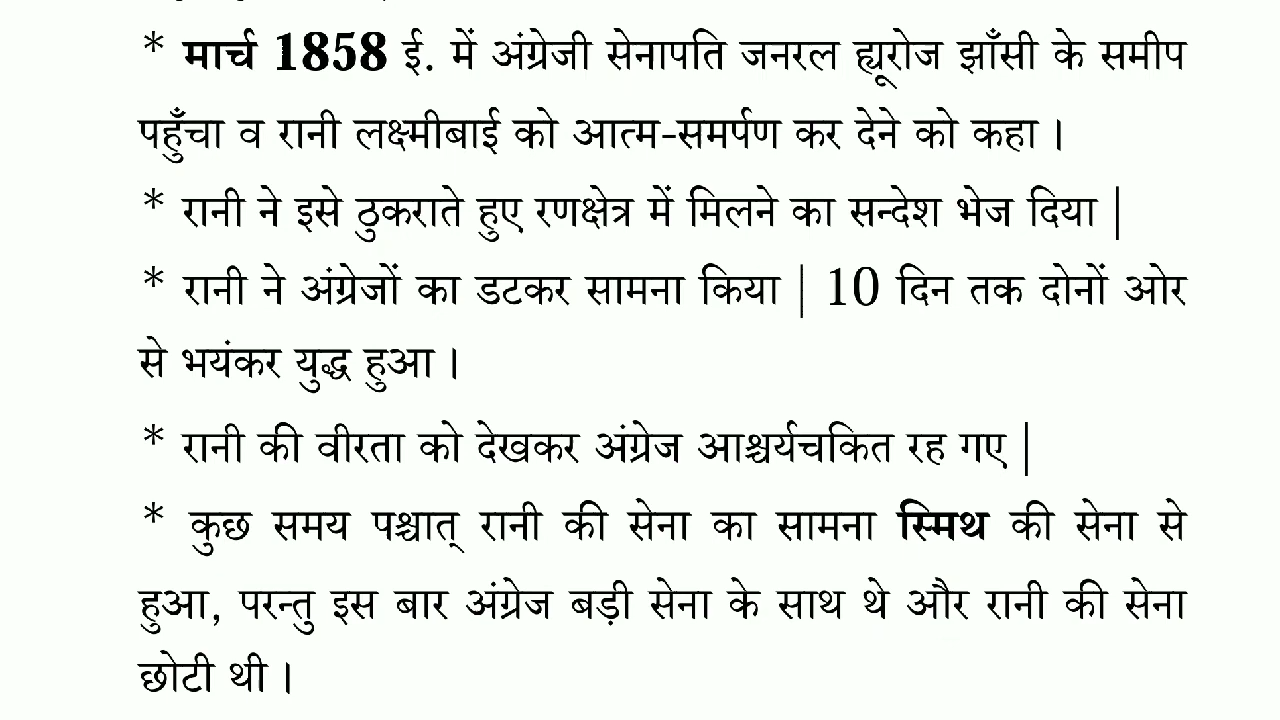 * मार्च 1858 ई. में अंग्रेजी सेनापति जनरल ह्यूरोज झाँसी के समीप
पहुँचा व रानी लक्ष्मीबाई को आत्म-समर्पण कर देने को कहा।
* रानी ने इसे ठुकराते हुए रणक्षेत्र में मिलने का सन्देश भेज दिया |
* रानी ने अंग्रेजों का डटकर सामना किया | 10 दिन तक दोनों ओर
से भयंकर युद्ध हुआ।
* रानी की वीरता को देखकर अंग्रेज आश्चर्यचकित रह गए |
* कुछ समय पश्चात् रानी की सेना का सामना स्मिथ की सेना से
हुआ, परन्तु इस बार अंग्रेज बड़ी सेना के साथ थे और रानी की सेना
छोटी थी।